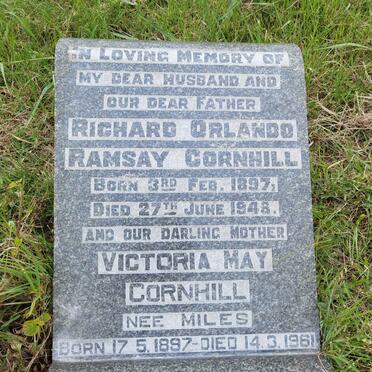 IN LOVING MEMORY OF
MY DEAR HUSBAND AND
OUR DEAR FATHER
RICHARD ORLANDO
RAMSAY CORNHILL
BORN 3RD FEB. 1897,
DIED 27TH JUNE 1948.
AND OUR DARLING MOTHER
VICTORIA MAY
CORNHILL
NEE MILES
BORN 17.5.1897-DIED 14.3.1961